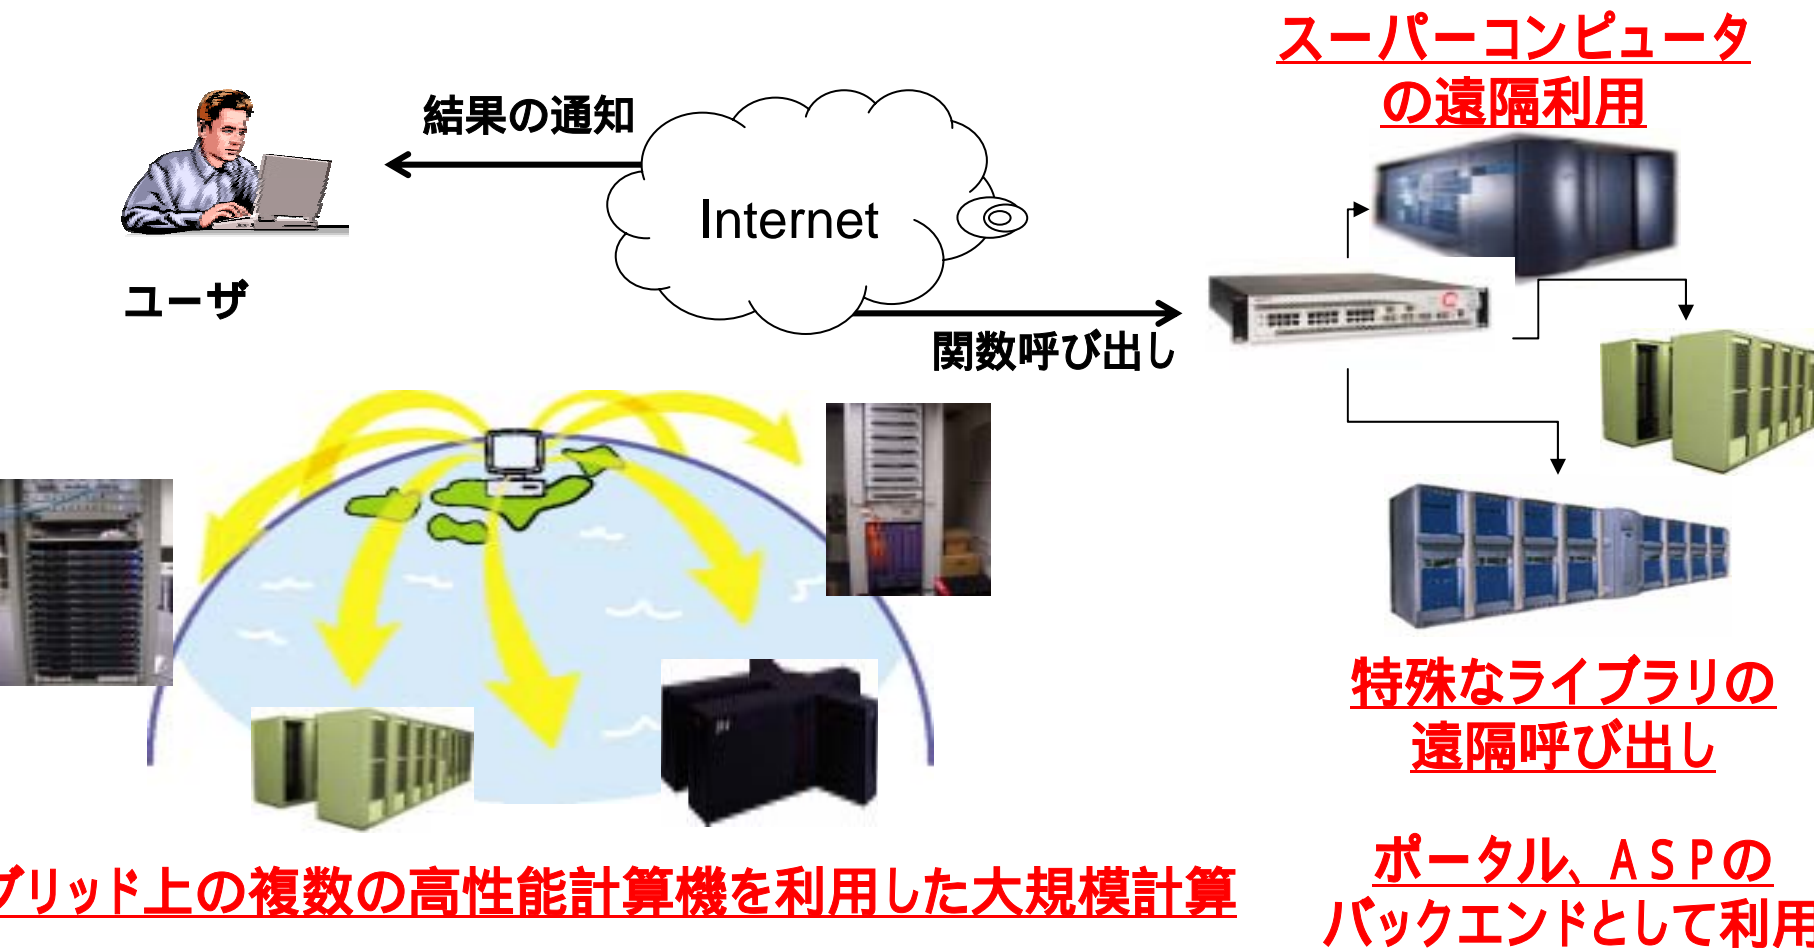 スーパーコンピュータ
の遠隔利用
結果の通知
Internet
ユーザ
関数呼び出し
特殊なライブラリの
遠隔呼び出し
グリッド上の複数の高性能計算機を利用した大規模計算
ポータル、ＡＳＰの
バックエンドとして利用